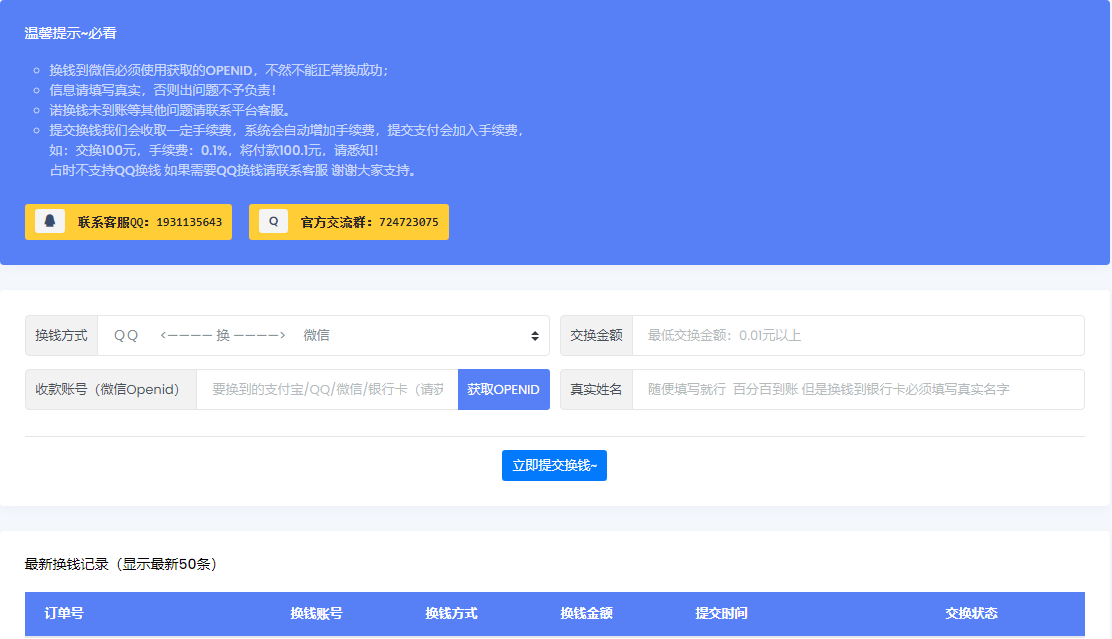 温馨提示~必看
换钱到微信必须使用获取的OPENID，不然不能正常换成功；
信息请填写真实，否则出问题不予负责！
诺换钱未到账等其他问题请联系平台客服。
提交换钱我们会收取一定手续费，系统会自动增加手续费，提交支付会加入手续费，
如：交换100元，手续费：0.1%，将付款100.1元，请悉知！
占时不支持QQ换钱 如果需要QQ换钱请联系客服 谢谢大家支持。
联系客服QQ：1931135643
Q 官方交流群：724723075
换钱方式 ＱＱ <———— 换 ————> 微信
交换金额 最低交换金额：0.01元以上
收款账号（微信Openid） 要换到的支付宝/QQ/微信/银行卡（请获 获取OPENID
真实姓名 随便填写就行 百分百到账 但是换钱到银行卡必须填写真实名字
立即提交换钱~
最新换钱记录（显示最新50条）
订单号 换钱账号 换钱方式 换钱金额 提交时间 交换状态